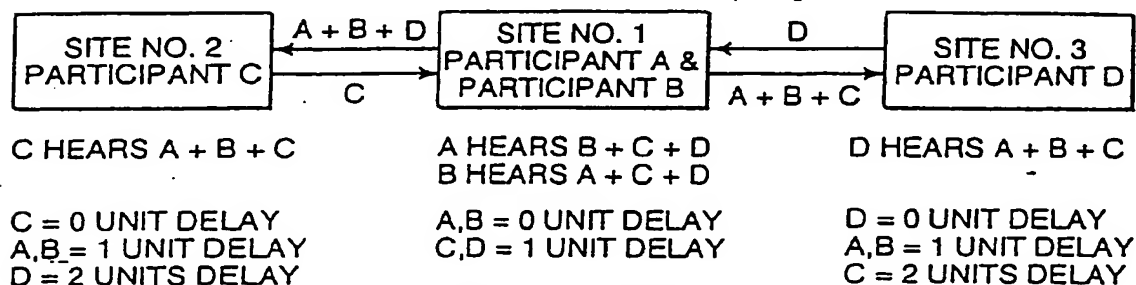 A + B + D
D
SITE NO. 2
PARTICIPANT C
SITE NO. 1
PARTICIPANT A &
PARTICIPANT B
SITE NO. 3
PARTICIPANT D
C
A + B + C
C HEARS A + B + C
A HEARS B + C + D
B HEARS A + C + D
D HEARS A + B + C
C = 0 UNIT DELAY
A,B = 1 UNIT DELAY
D = 2 UNITS DELAY
A,B = 0 UNIT DELAY
C,D = 1 UNIT DELAY
D = 0 UNIT DELAY
A,B = 1 UNIT DELAY
C = 2 UNITS DELAY